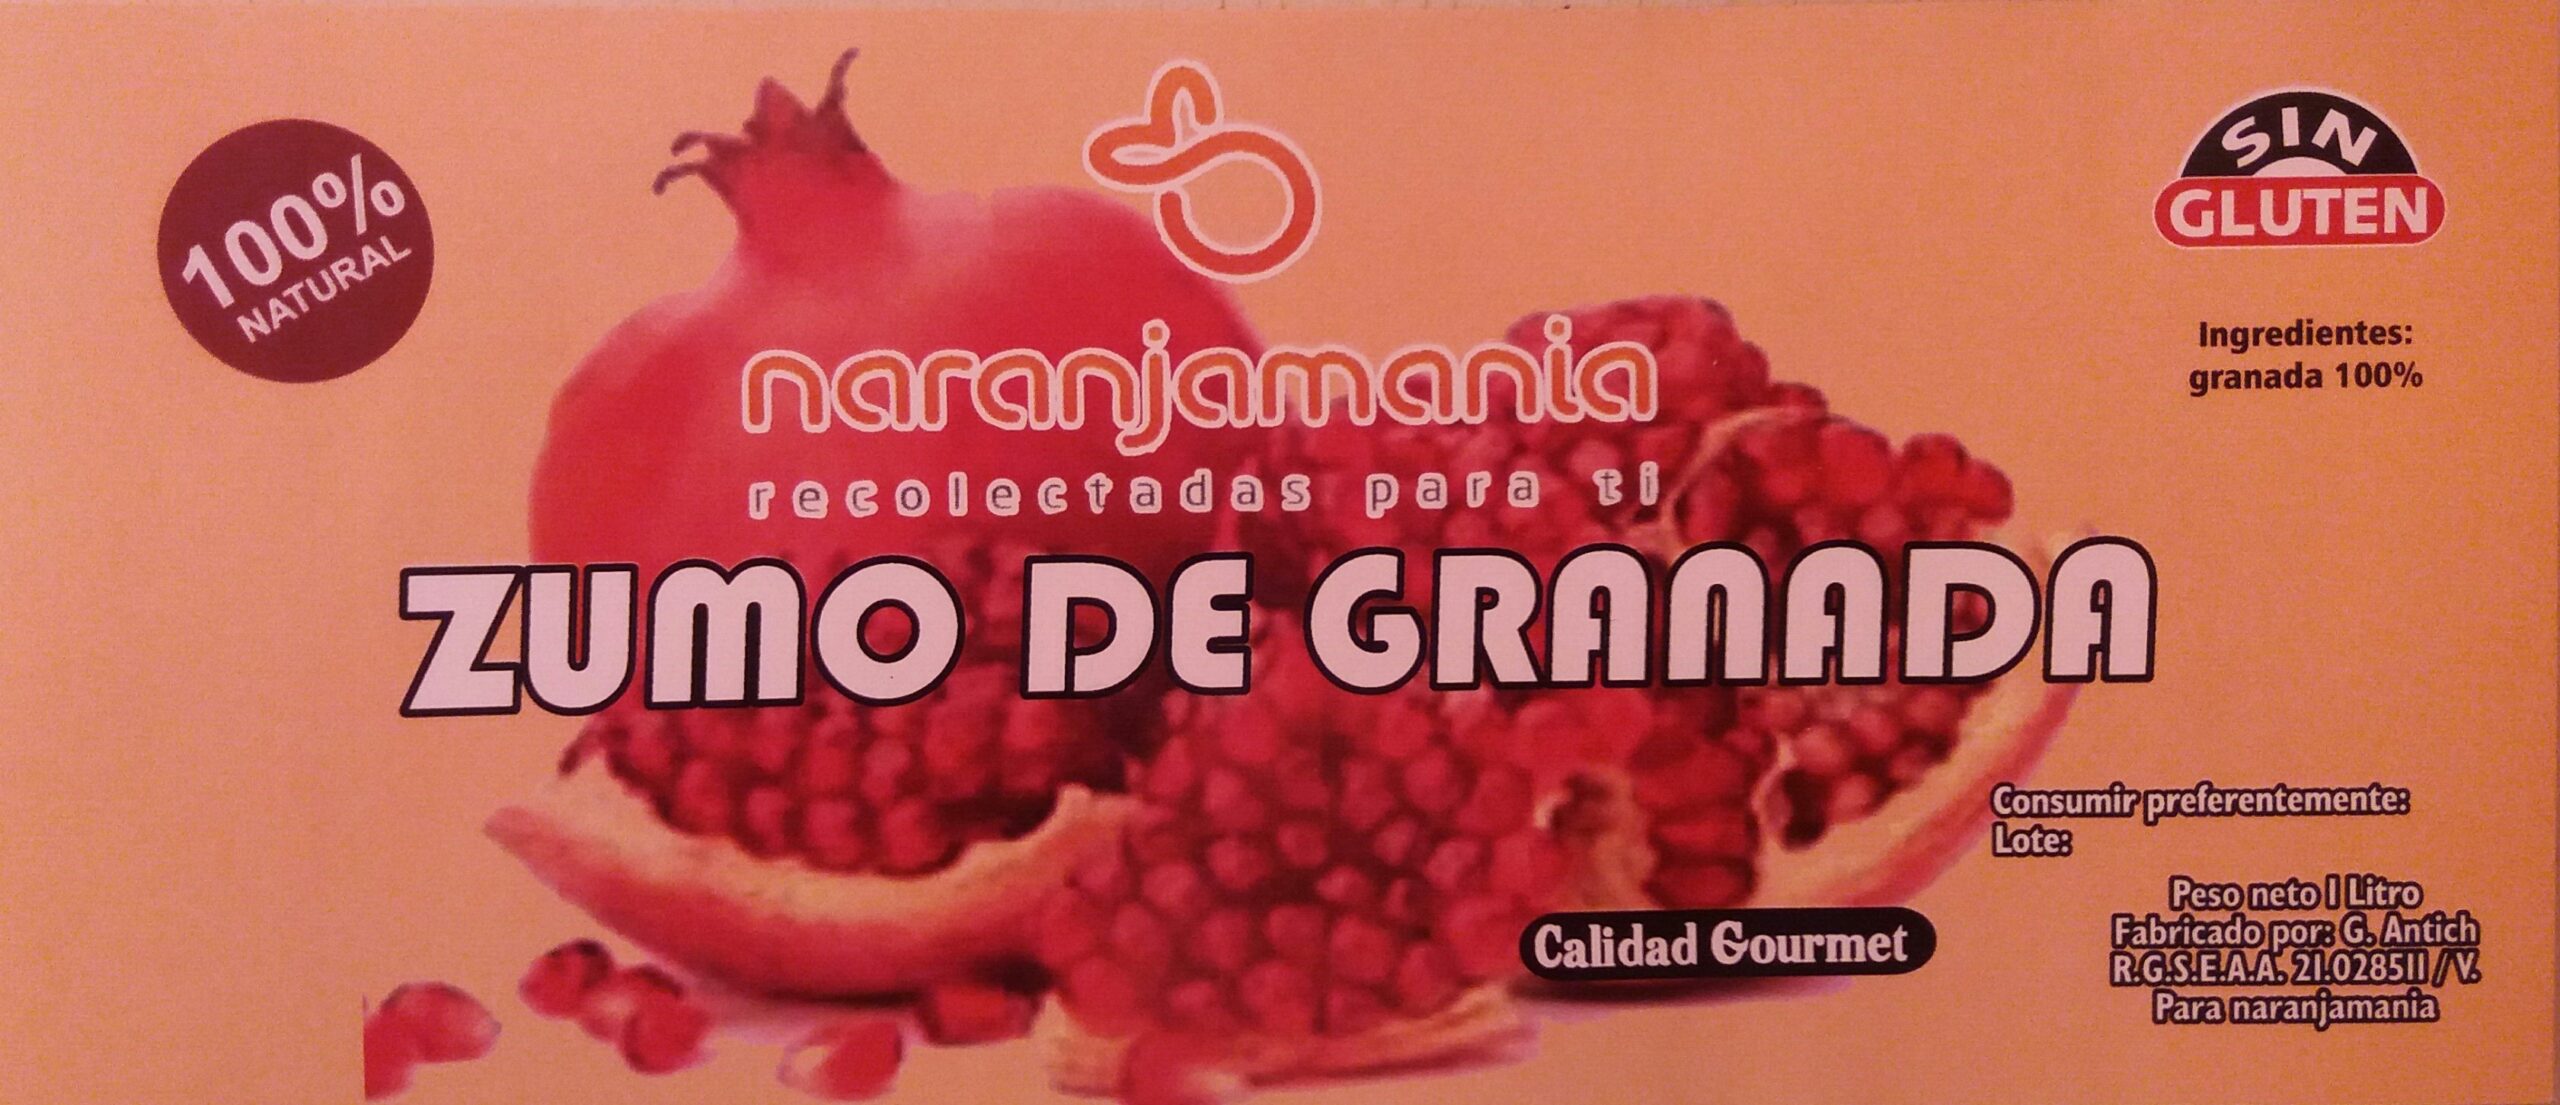 100%
NATURAL
SIN
GLUTEN
Ingredientes:
granada 100%
naranjamania
recolectadas para ti
ZUMO DE GRANADA
Consumir preferentemente:
Lote:
Calidad Gourmet
Peso neto 1 Litro
Fabricado por: G. Antich
R.G.S.E.A.A. 21.028511 / V.
Para naranjamania